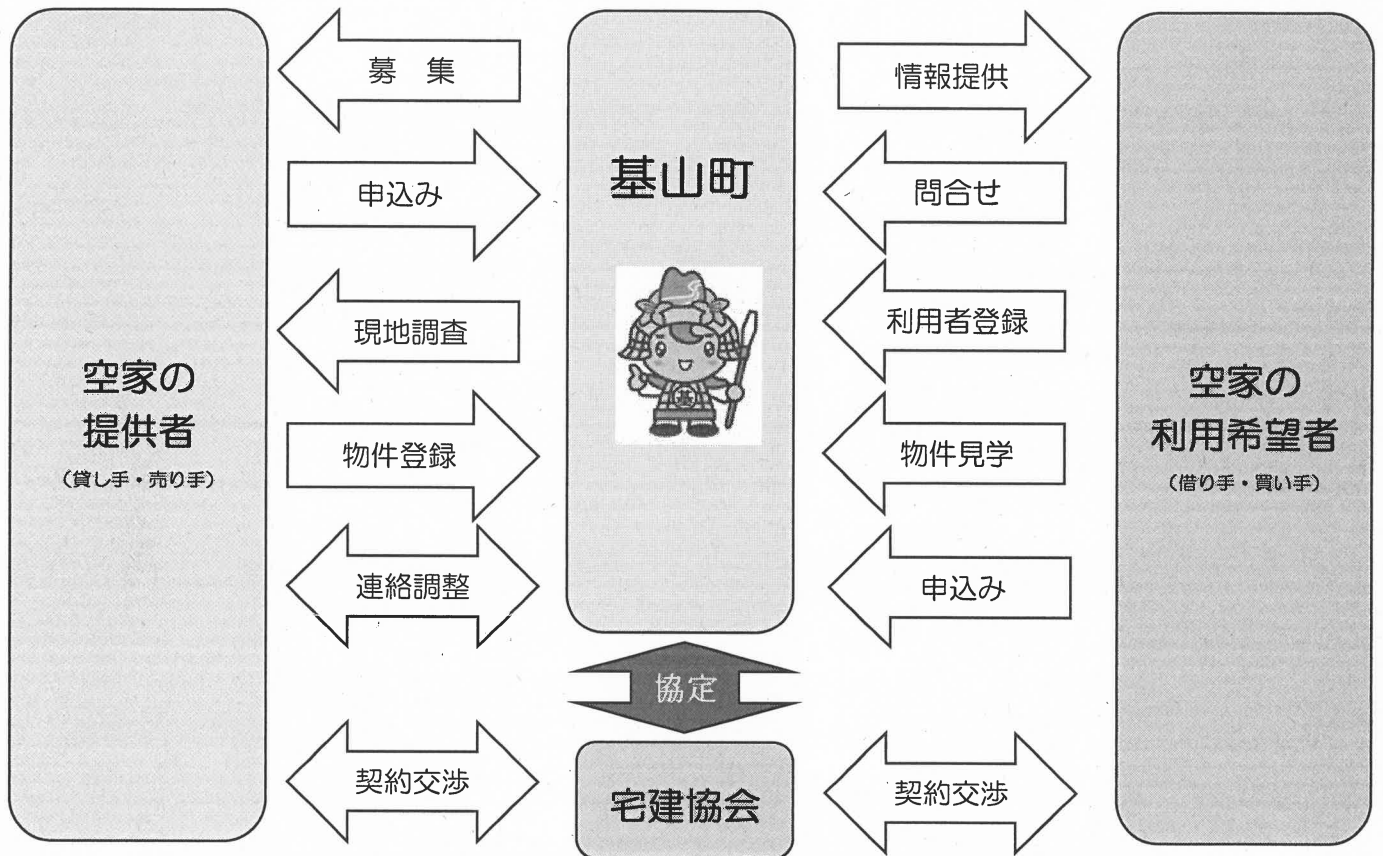 空家の
提供者
(貸し手・売り手)
募 集
申込み
現地調査
物件登録
連絡調整
契約交渉
基山町
基
協定
宅建協会
情報提供
問合せ
利用者登録
物件見学
申込み
契約交渉
空家の
利用希望者
(借り手・買い手)